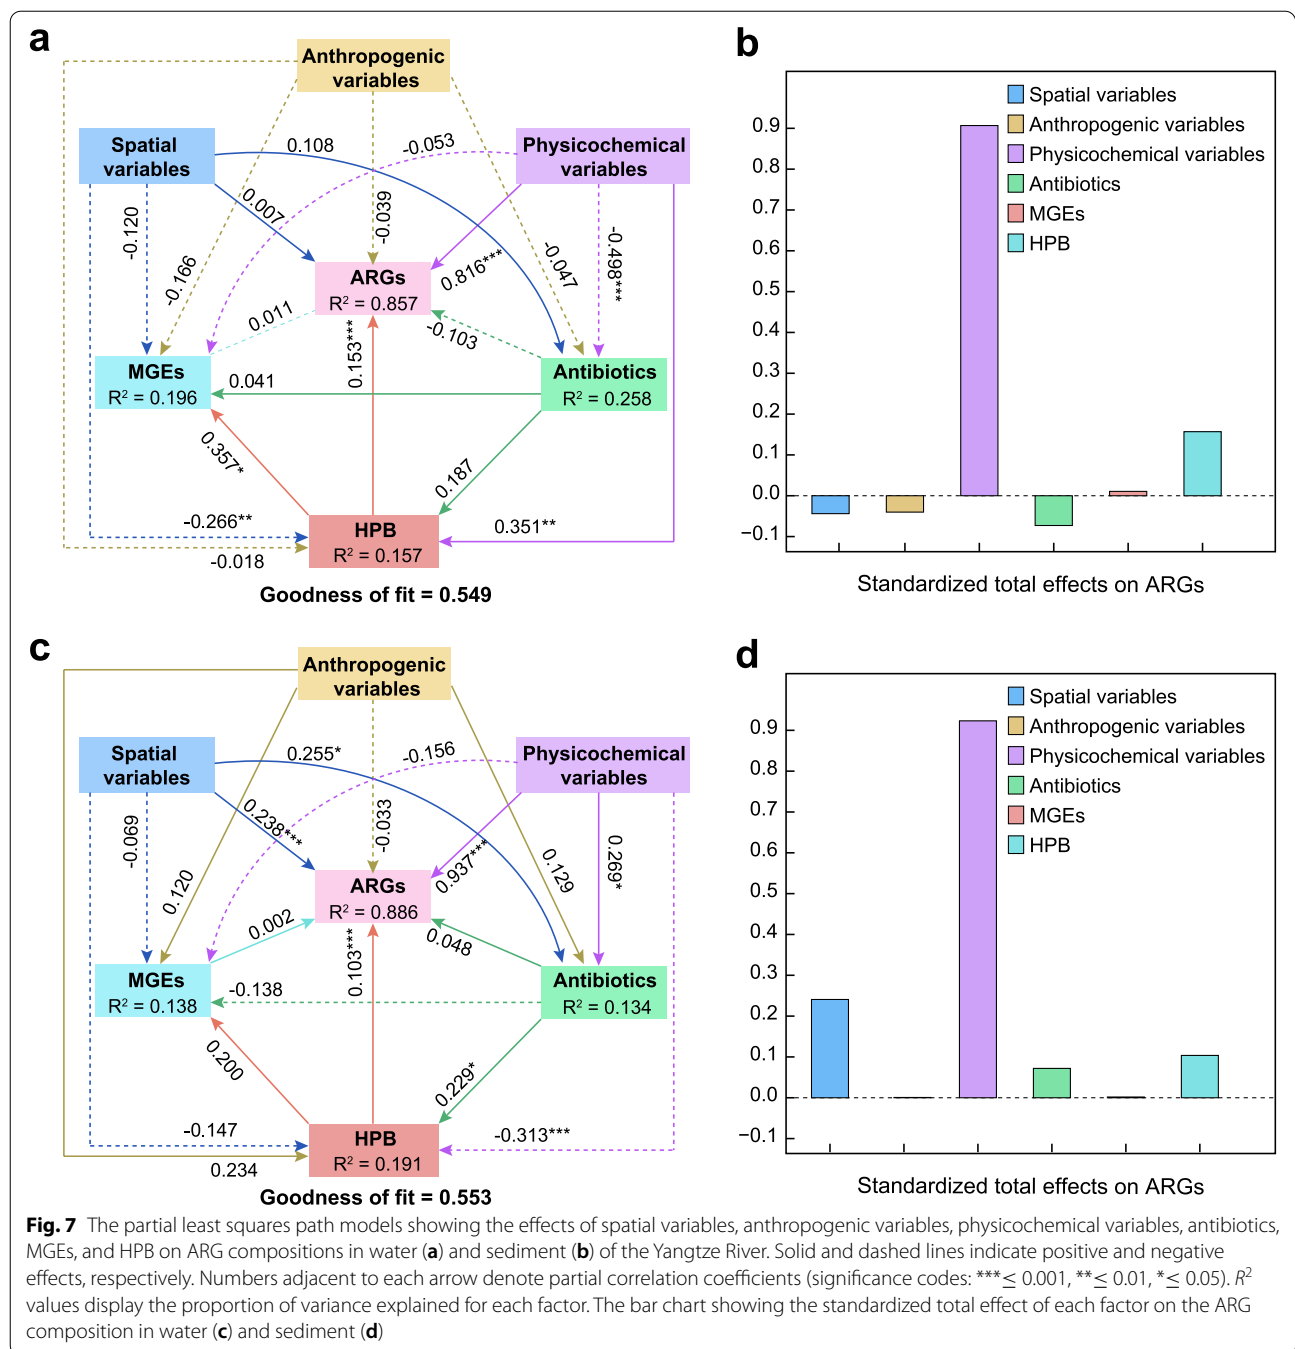 a
Anthropogenic
variables
Spatial
variables
Physicochemical
variables
0.108
-0.053
0.007
-0.039
-0.120
-0.166
-0.047
-0.498***
0.816***
ARGs
R² = 0.857
0.011
0.153***
-0.103
MGEs
R² = 0.196
0.041
Antibiotics
R² = 0.258
0.357*
0.187
-0.266**
HPB
R² = 0.157
0.351**
-0.018
Goodness of fit = 0.549
b
Spatial variables
Anthropogenic variables
Physicochemical variables
Antibiotics
MGEs
HPB
0.9
0.8
0.7
0.6
0.5
0.4
0.3
0.2
0.1
0.0
−0.1
Standardized total effects on ARGs
c
Anthropogenic
variables
Spatial
variables
Physicochemical
variables
0.255*
-0.156
0.238***
-0.033
-0.069
0.120
0.129
0.269*
0.937***
ARGs
R² = 0.886
0.002
0.103***
0.048
MGEs
R² = 0.138
-0.138
Antibiotics
R² = 0.134
0.200
0.229*
-0.147
HPB
R² = 0.191
-0.313***
0.234
Goodness of fit = 0.553
d
Spatial variables
Anthropogenic variables
Physicochemical variables
Antibiotics
MGEs
HPB
0.9
0.8
0.7
0.6
0.5
0.4
0.3
0.2
0.1
0.0
−0.1
Standardized total effects on ARGs
Fig. 7 The partial least squares path models showing the effects of spatial variables, anthropogenic variables, physicochemical variables, antibiotics,
MGEs, and HPB on ARG compositions in water (a) and sediment (b) of the Yangtze River. Solid and dashed lines indicate positive and negative
effects, respectively. Numbers adjacent to each arrow denote partial correlation coefficients (significance codes: ***≤ 0.001, **≤ 0.01, *≤ 0.05). R²
values display the proportion of variance explained for each factor. The bar chart showing the standardized total effect of each factor on the ARG
composition in water (c) and sediment (d)